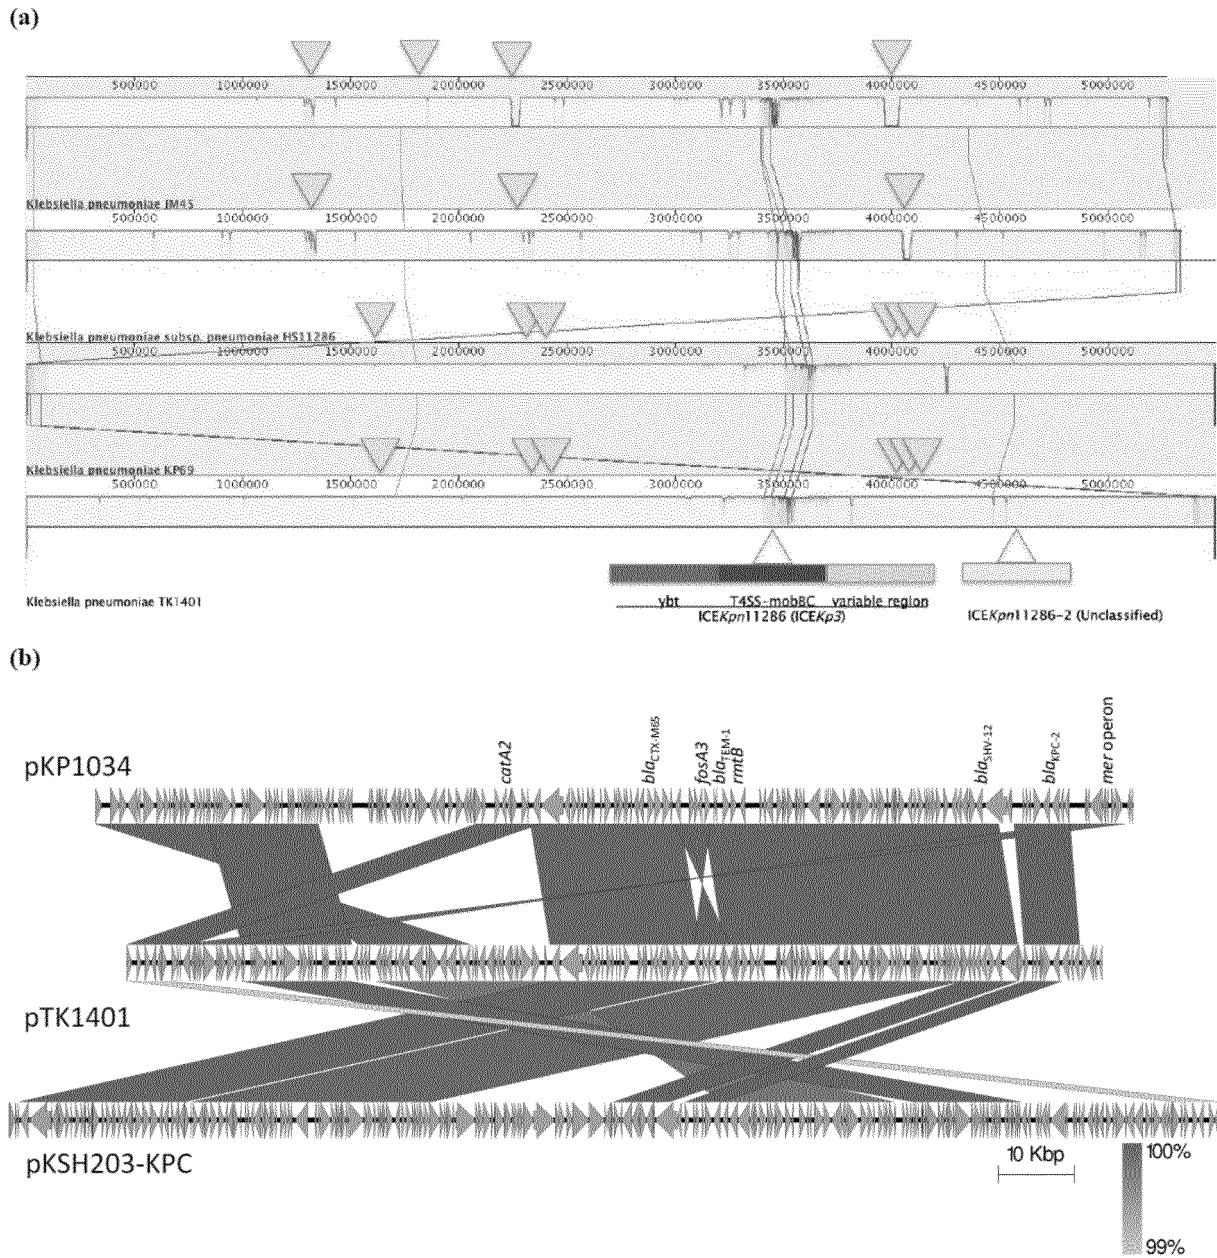 (a)
500000 1000000 1500000 2000000 2500000 3000000 3500000 4000000 4500000 5000000
Klebsiella pneumoniae JM45
500000 1000000 1500000 2000000 2500000 3000000 3500000 4000000 4500000 5000000
Klebsiella pneumoniae subsp. pneumoniae HS11286
500000 1000000 1500000 2000000 2500000 3000000 3500000 4000000 4500000 5000000
Klebsiella pneumoniae KP69
500000 1000000 1500000 2000000 2500000 3000000 3500000 4000000 4500000 5000000
Klebsiella pneumoniae TK1401
ybt T4SS-mobBC variable region
ICEKpn11286 (ICEKp3)
ICEKpn11286-2 (Unclassified)
(b)
pKP1034
catA2
blaCTX-M65
fosA3
blaTEM-1
rmtB
blaSHV-12
blaKPC-2
mer operon
pTK1401
pKSH203-KPC
10 Kbp
100%
99%